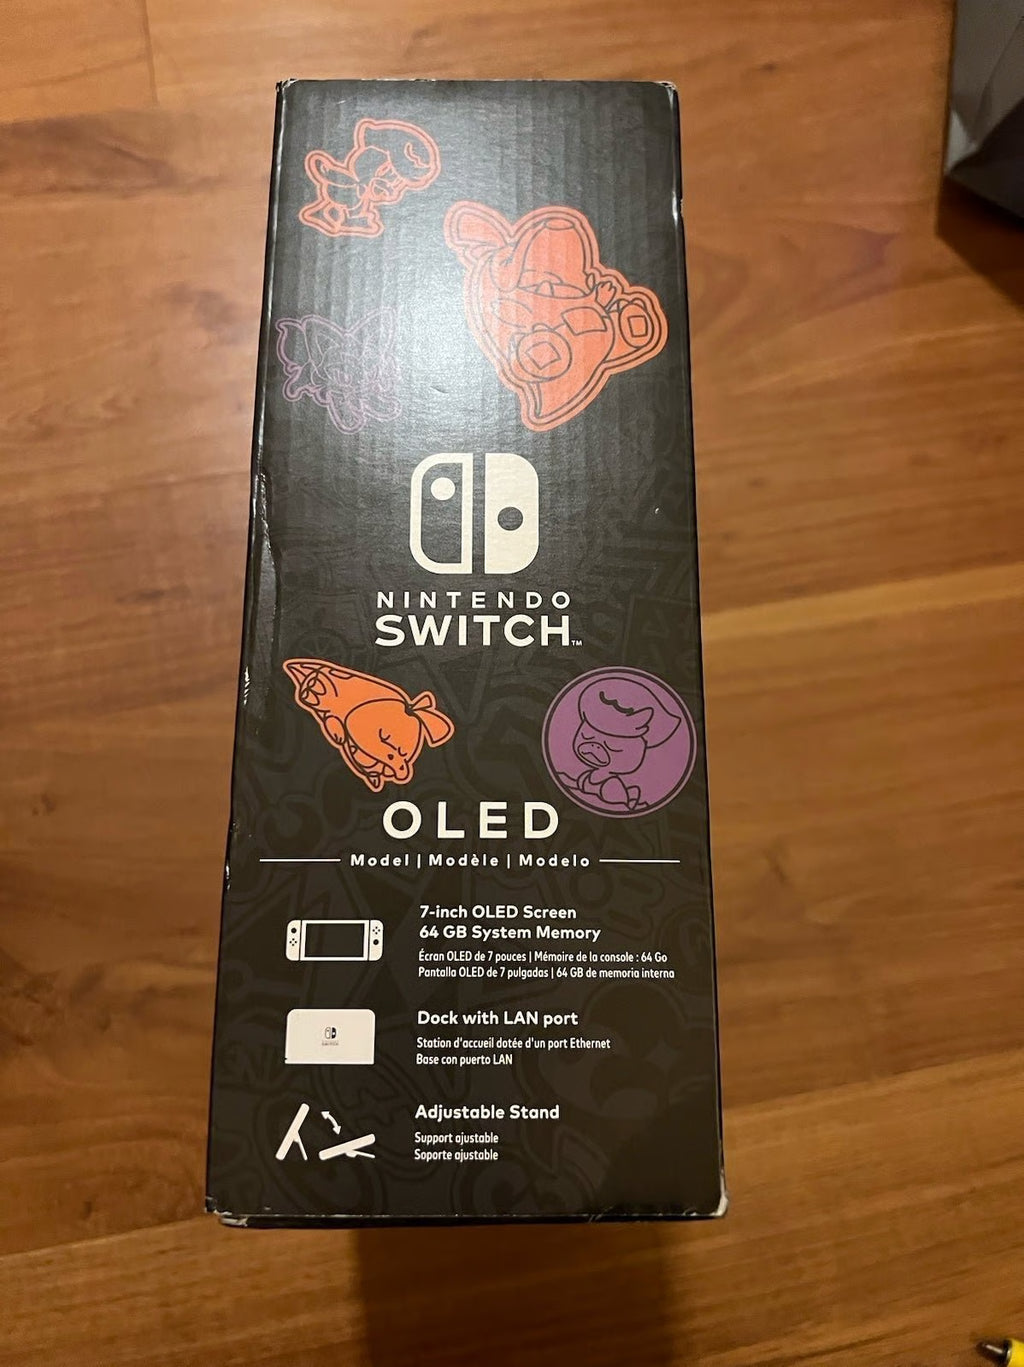 NINTENDO
SWITCH™
OLED
Model | Modèle | Modelo
7-inch OLED Screen
64 GB System Memory
Écran OLED de 7 pouces | Mémoire de la console : 64 Go
Pantalla OLED de 7 pulgadas | 64 GB de memoria interna
Dock with LAN port
Station d'accueil dotée d'un port Ethernet
Base con puerto LAN
Adjustable Stand
Support ajustable
Soporte ajustable